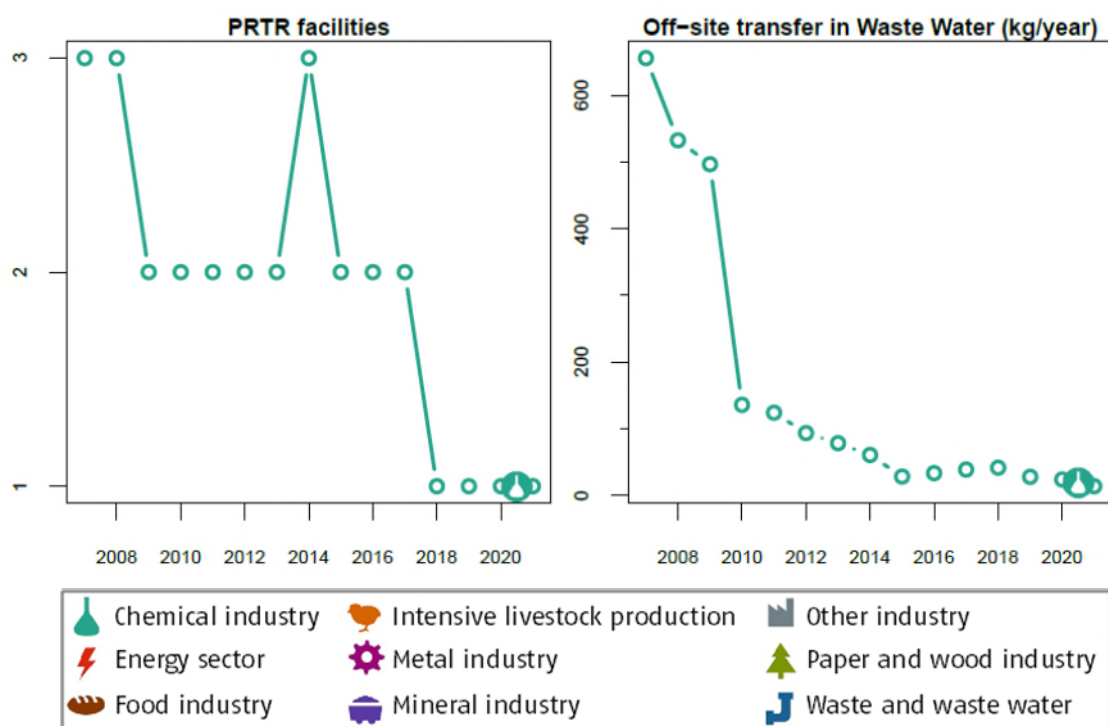 PRTR facilities
3
2
1
2008 2010 2012 2014 2016 2018 2020
Off-site transfer in Waste Water (kg/year)
600
400
200
0
2008 2010 2012 2014 2016 2018 2020
Chemical industry Intensive livestock production Other industry
Energy sector Metal industry Paper and wood industry
Food industry Mineral industry Waste and waste water